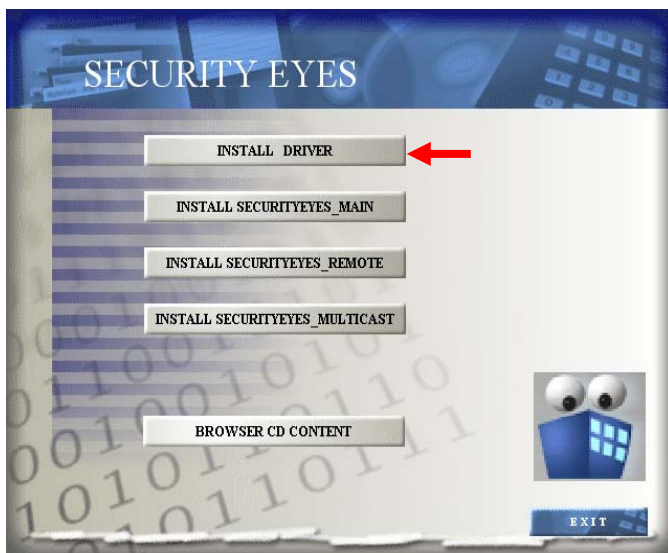 SECURITY EYES
INSTALL DRIVER
INSTALL SECURITYEYES_MAIN
INSTALL SECURITYEYES_REMOTE
INSTALL SECURITYEYES_MULTICAST
BROWSER CD CONTENT
EXIT